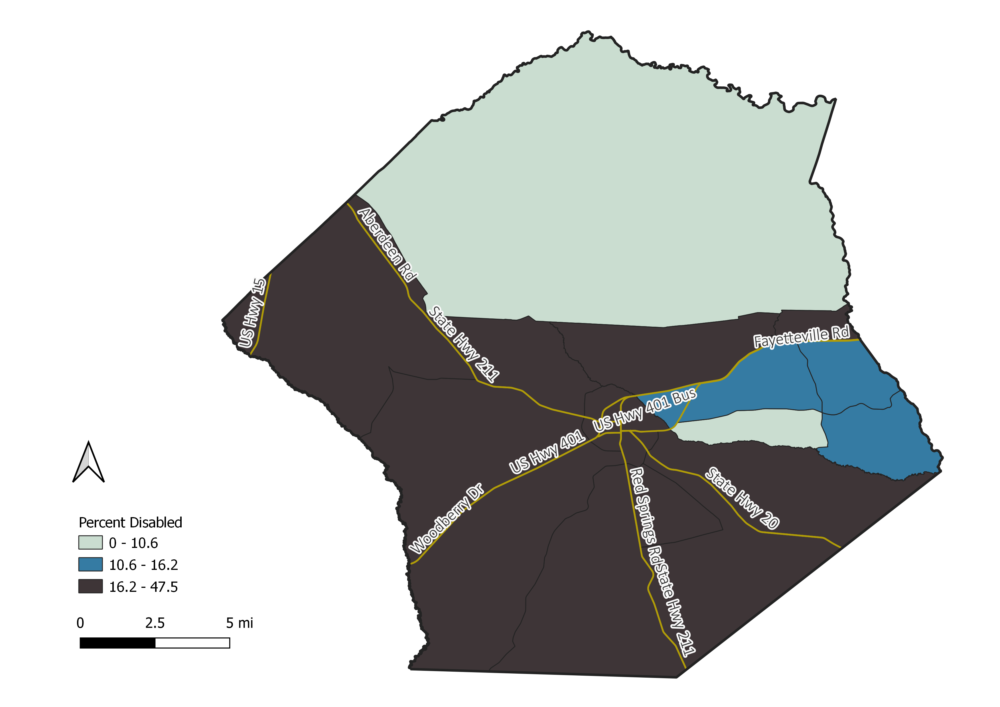 Aberdeen Rd
US Hwy 15
State Hwy 211
Fayetteville Rd
US Hwy 401 Bus
US Hwy 401
Woodberry Dr
Red Springs Rd
State Hwy 20
State Hwy 211
Percent Disabled
0 - 10.6
10.6 - 16.2
16.2 - 47.5
0 2.5 5 mi